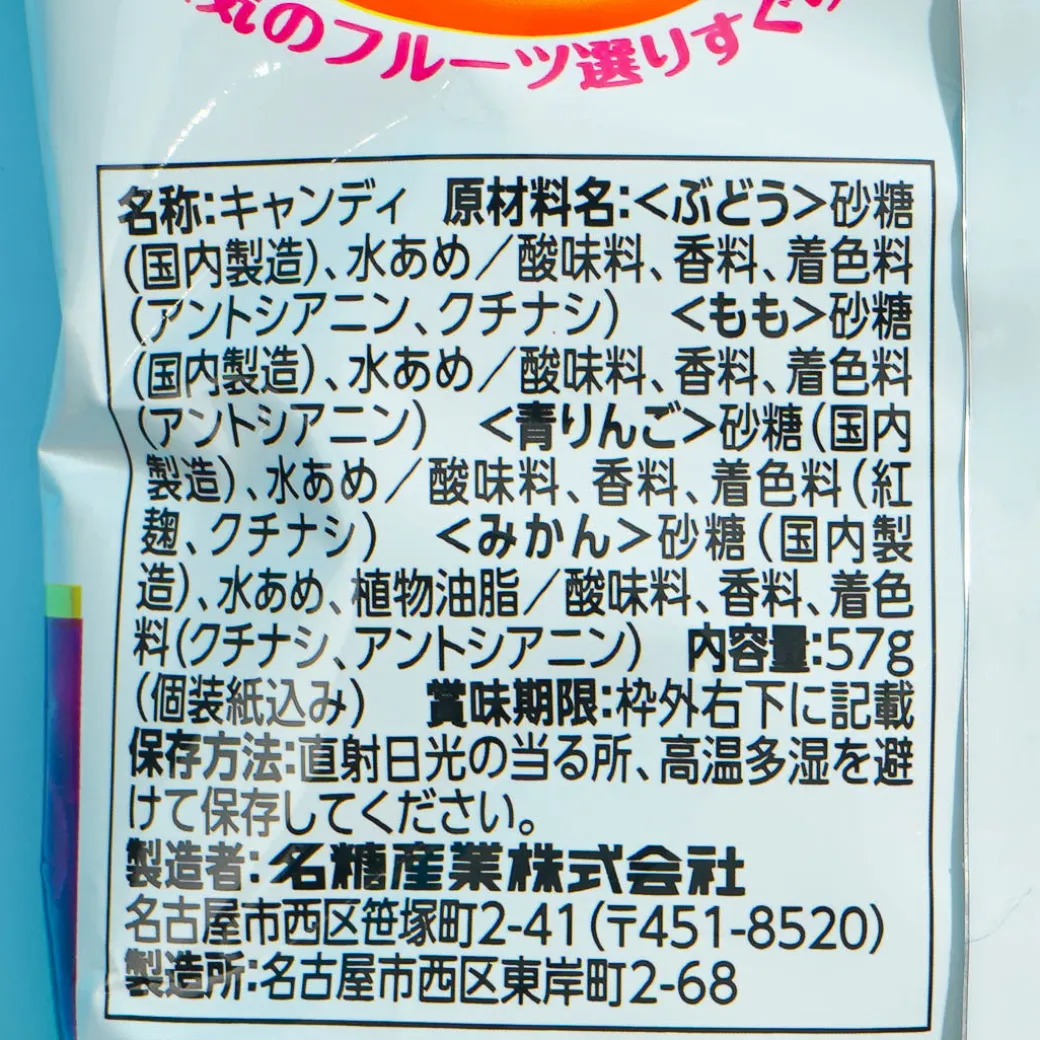 気のフルーツ選りすぐり
名称:キャンディ 原材料名:<ぶどう>砂糖
(国内製造)、水あめ/酸味料、香料、着色料
(アントシアニン、クチナシ) <もも>砂糖
(国内製造)、水あめ/酸味料、香料、着色料
(アントシアニン) <青りんご>砂糖(国内
製造)、水あめ/酸味料、香料、着色料(紅
麹、クチナシ) <みかん>砂糖(国内製
造)、水あめ、植物油脂/酸味料、香料、着色
料(クチナシ、アントシアニン) 内容量:57g
(個装紙込み) 賞味期限:枠外右下に記載
保存方法:直射日光の当る所、高温多湿を避
けて保存してください。
製造者:名糖産業株式会社
名古屋市西区笹塚町2-41(〒451-8520)
製造所:名古屋市西区東岸町2-68